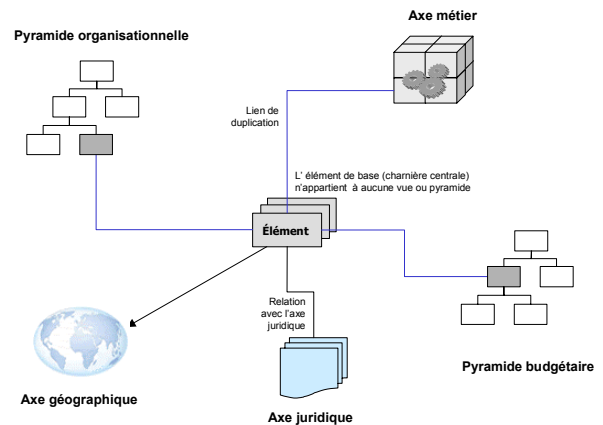 Axe métier
Pyramide organisationnelle
Lien de
duplication
L' élément de base (charnière centrale)
n'appartient à aucune vue ou pyramide
Élément
Relation
avec l'axe
juridique
Pyramide budgétaire
Axe géographique
Axe juridique